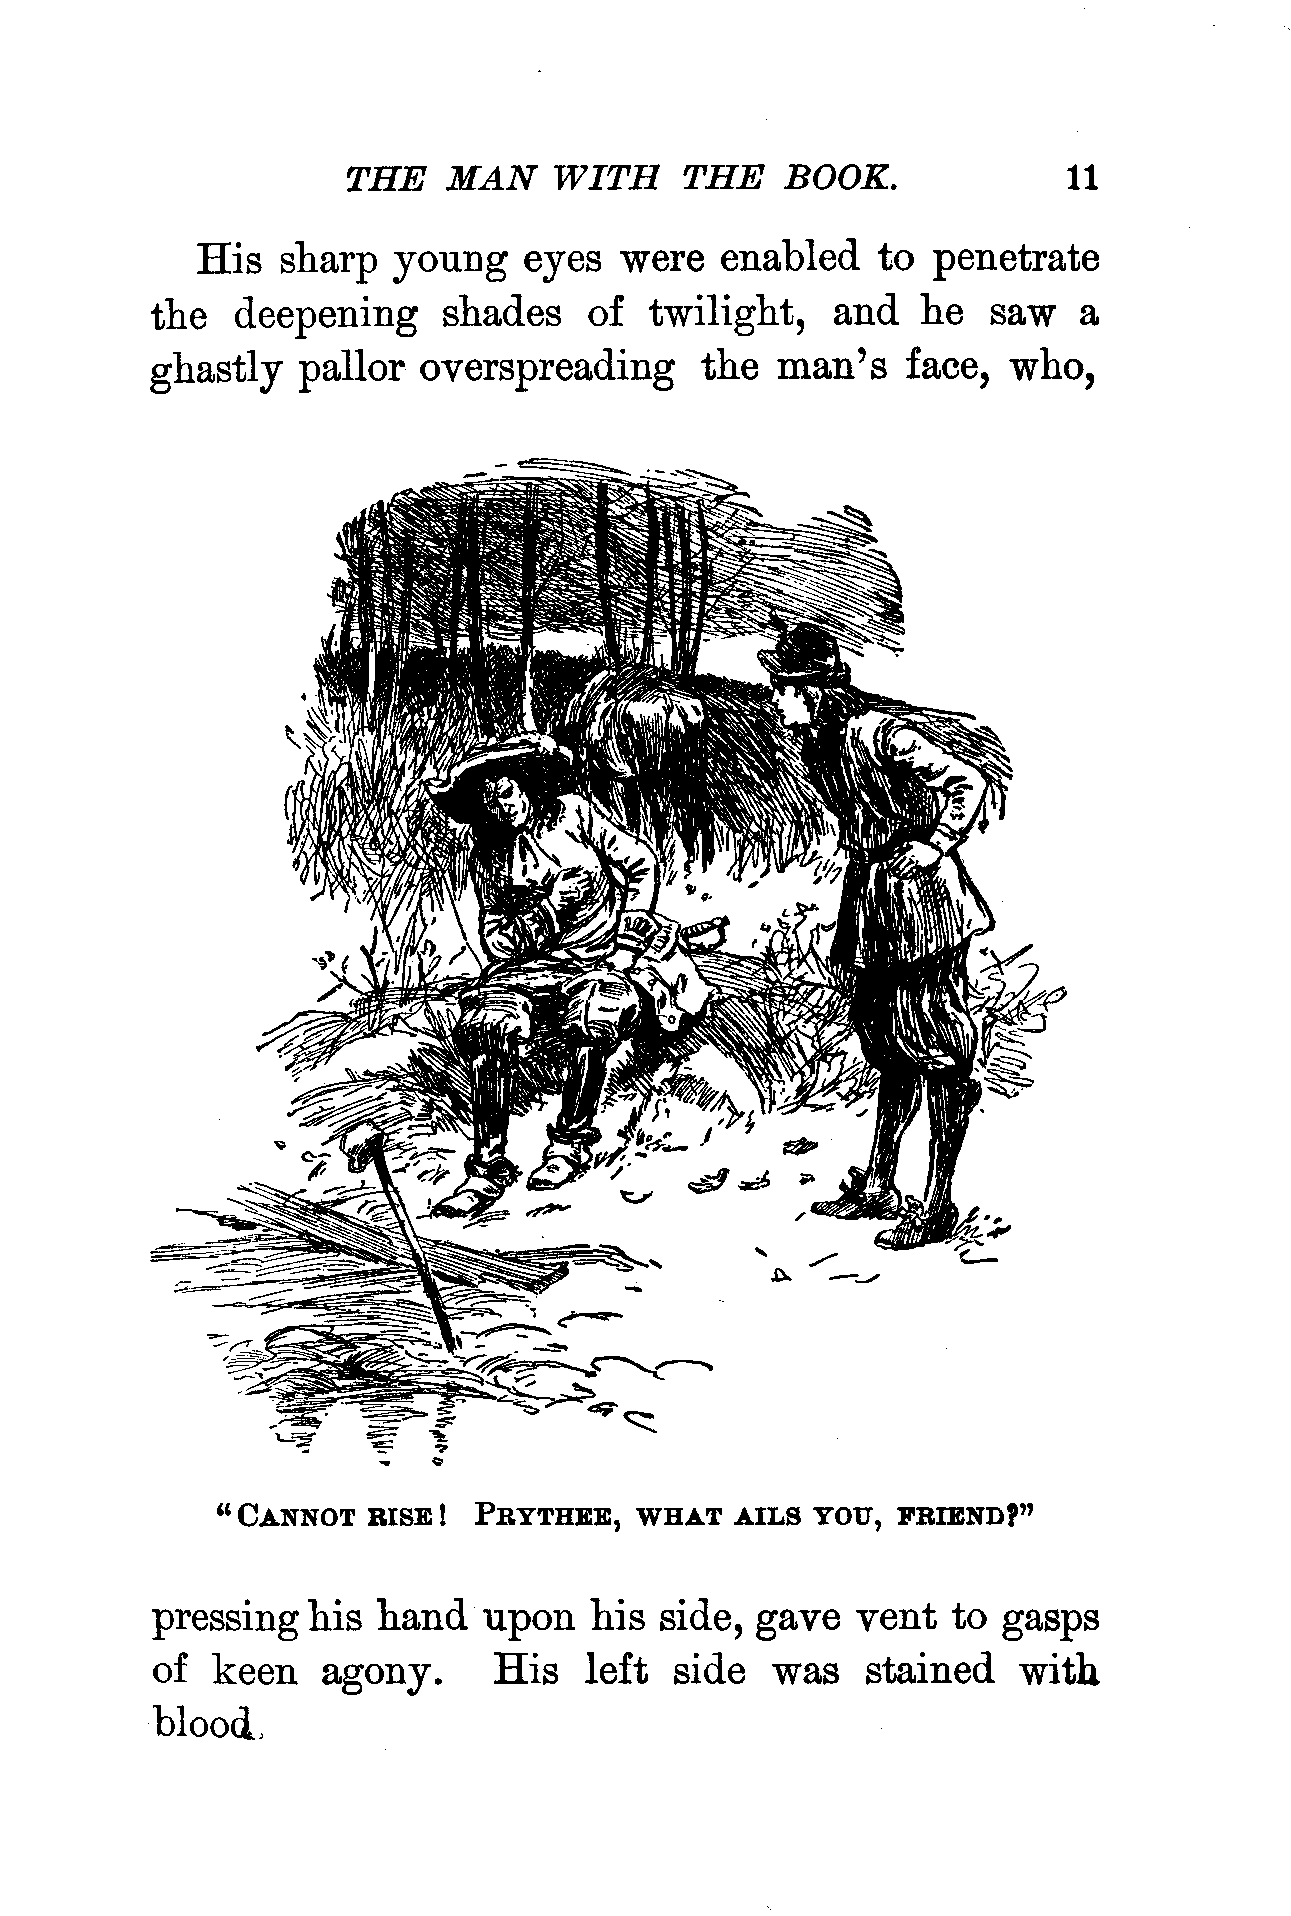 THE MAN WITH THE BOOK. 11
His sharp young eyes were enabled to penetrate
the deepening shades of twilight, and he saw a
ghastly pallor overspreading the man's face, who,
"CANNOT RISE! PRYTHEE, WHAT AILS YOU, FRIEND?"
pressing his hand upon his side, gave vent to gasps
of keen agony. His left side was stained with
blood.